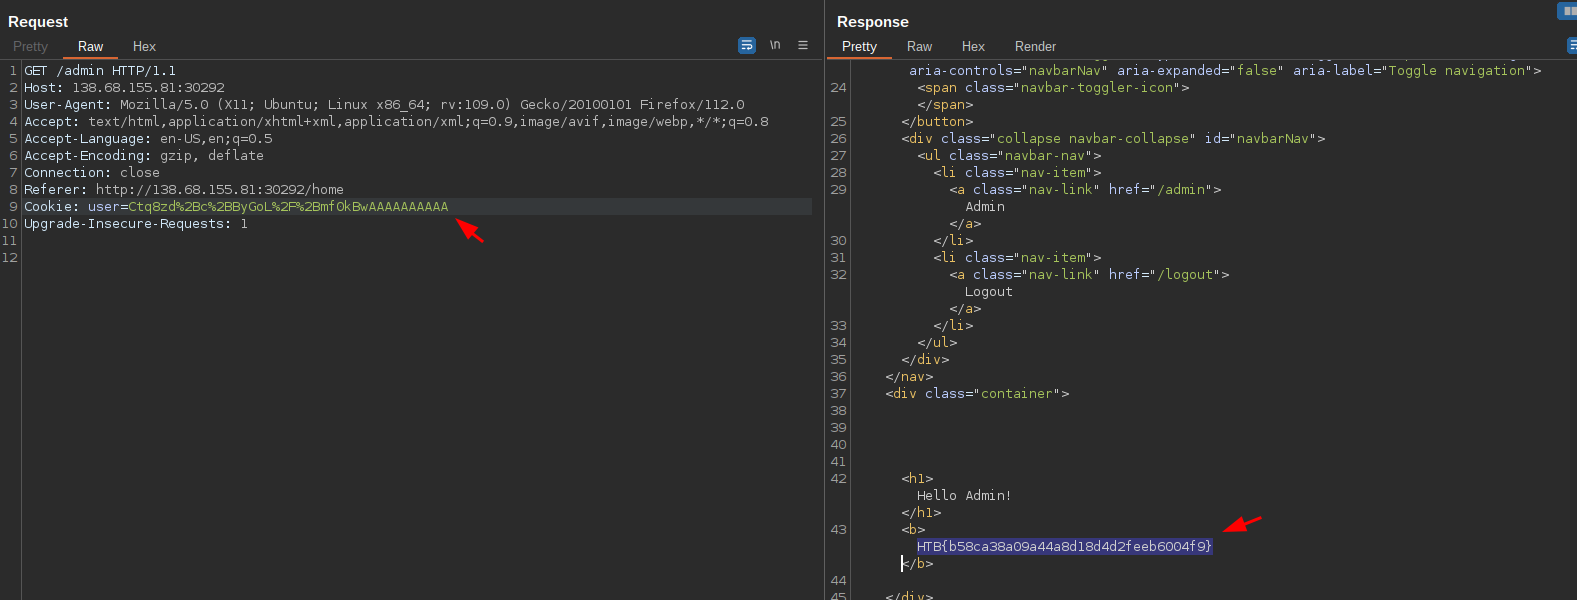 Request
Pretty Raw Hex
\n
1 GET /admin HTTP/1.1
2 Host: 138.68.155.81:30292
3 User-Agent: Mozilla/5.0 (X11; Ubuntu; Linux x86_64; rv:109.0) Gecko/20100101 Firefox/112.0
4 Accept: text/html,application/xhtml+xml,application/xml;q=0.9,image/avif,image/webp,*/*;q=0.8
5 Accept-Language: en-US,en;q=0.5
6 Accept-Encoding: gzip, deflate
7 Connection: close
8 Referer: http://138.68.155.81:30292/home
9 Cookie: user=Ctq8zd%2Bc%2BByGoL%2F%2BmfOkBwAAAAAAAAAA
10 Upgrade-Insecure-Requests: 1
11
12
Response
Pretty Raw Hex Render
aria-controls="navbarNav" aria-expanded="false" aria-label="Toggle navigation">
24 <span class="navbar-toggler-icon">
</span>
25 </button>
26 <div class="collapse navbar-collapse" id="navbarNav">
27 <ul class="navbar-nav">
28 <li class="nav-item">
29 <a class="nav-link" href="/admin">
Admin
</a>
30 </li>
31 <li class="nav-item">
32 <a class="nav-link" href="/logout">
Logout
</a>
33 </li>
34 </ul>
35 </div>
36 </nav>
37 <div class="container">
38
39
40
41
42 <h1>
Hello Admin!
</h1>
43 <b>
HTB{b58ca38a09a44a8d18d4d2feeb6004f9}
</b>
44
45 </div>